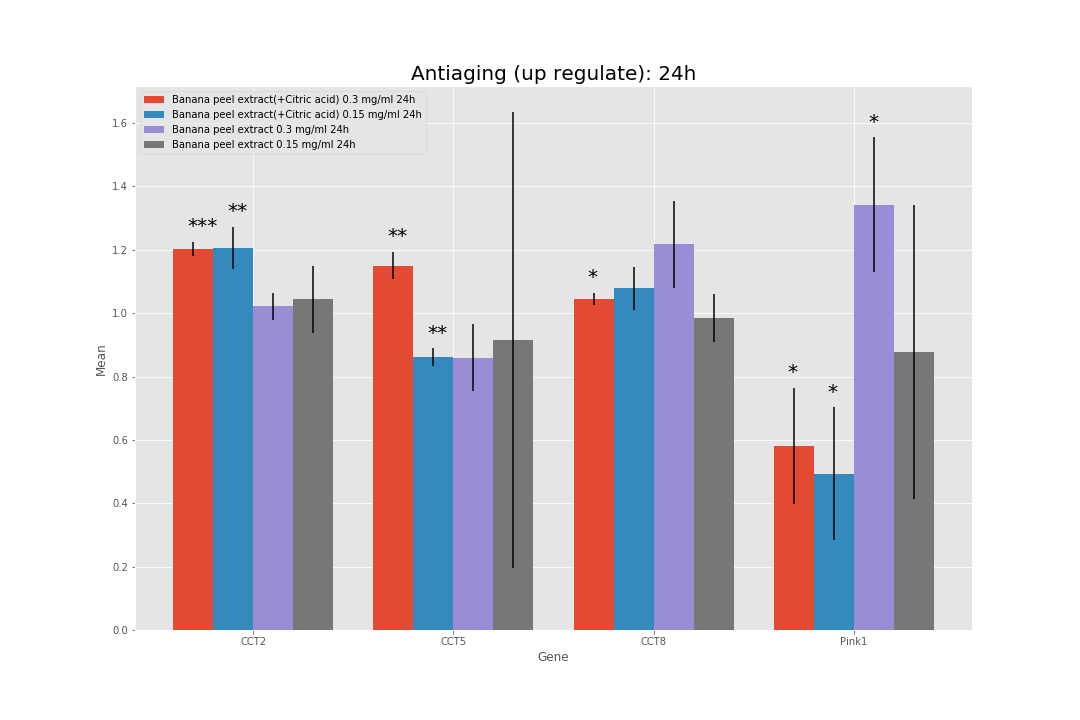 Antiaging (up regulate): 24h
Banana peel extract(+Citric acid) 0.3 mg/ml 24h
Banana peel extract(+Citric acid) 0.15 mg/ml 24h
Banana peel extract 0.3 mg/ml 24h
Banana peel extract 0.15 mg/ml 24h
1.6
1.4
1.2
1.0
0.8
0.6
0.4
0.2
0.0
Mean
***
**
**
**
*
*
*
*
CCT2
CCT5
CCT8
Pink1
Gene